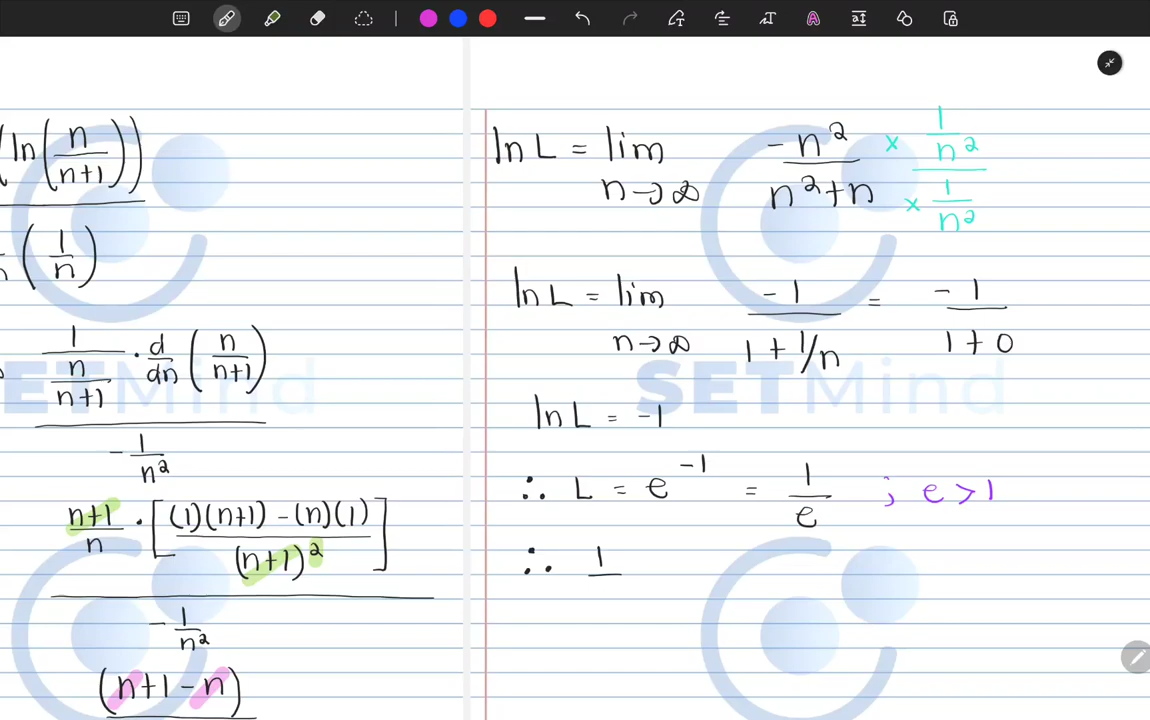 (ln(n/(n+1)))
(1/n)
1/(n/(n+1)) · d/dn (n/(n+1))
- 1/n²
(n+1)/n · [((1)(n+1) - (n)(1))/(n+1)²]
- 1/n²
(n+1-n)
ln L = lim n→∞ -n²/(n²+n) × 1/n² / × 1/n²
ln L = lim n→∞ -1/(1+1/n) = -1/(1+0)
ln L = -1
∴ L = e⁻¹ = 1/e ; e > 1
∴ 1
SETMind
SETMind